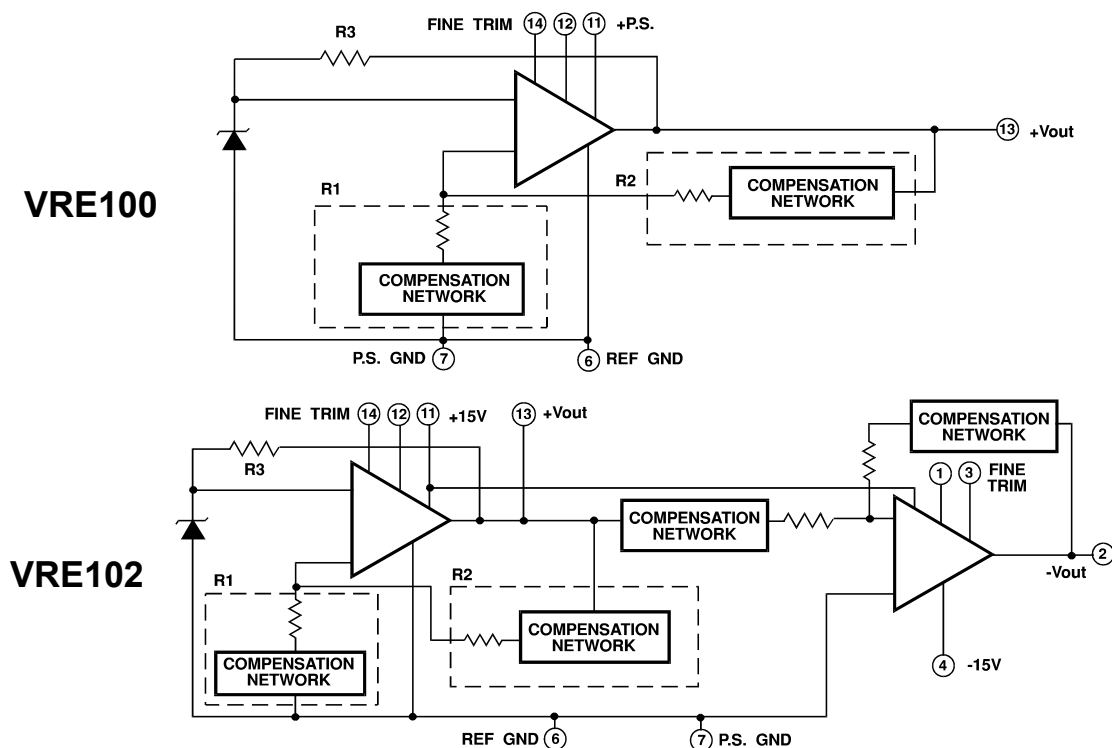 R3
FINE TRIM 14 12 11 +P.S.
13 +Vout
VRE100
R1
R2
COMPENSATION
NETWORK
COMPENSATION
NETWORK
P.S. GND 7
6 REF GND
FINE TRIM 14 12 11 +15V 13 +Vout
COMPENSATION
NETWORK
R3
1 3 FINE
TRIM
COMPENSATION
NETWORK
VRE102
2
-Vout
R1
R2
COMPENSATION
NETWORK
COMPENSATION
NETWORK
4 -15V
REF GND 6
7 P.S. GND